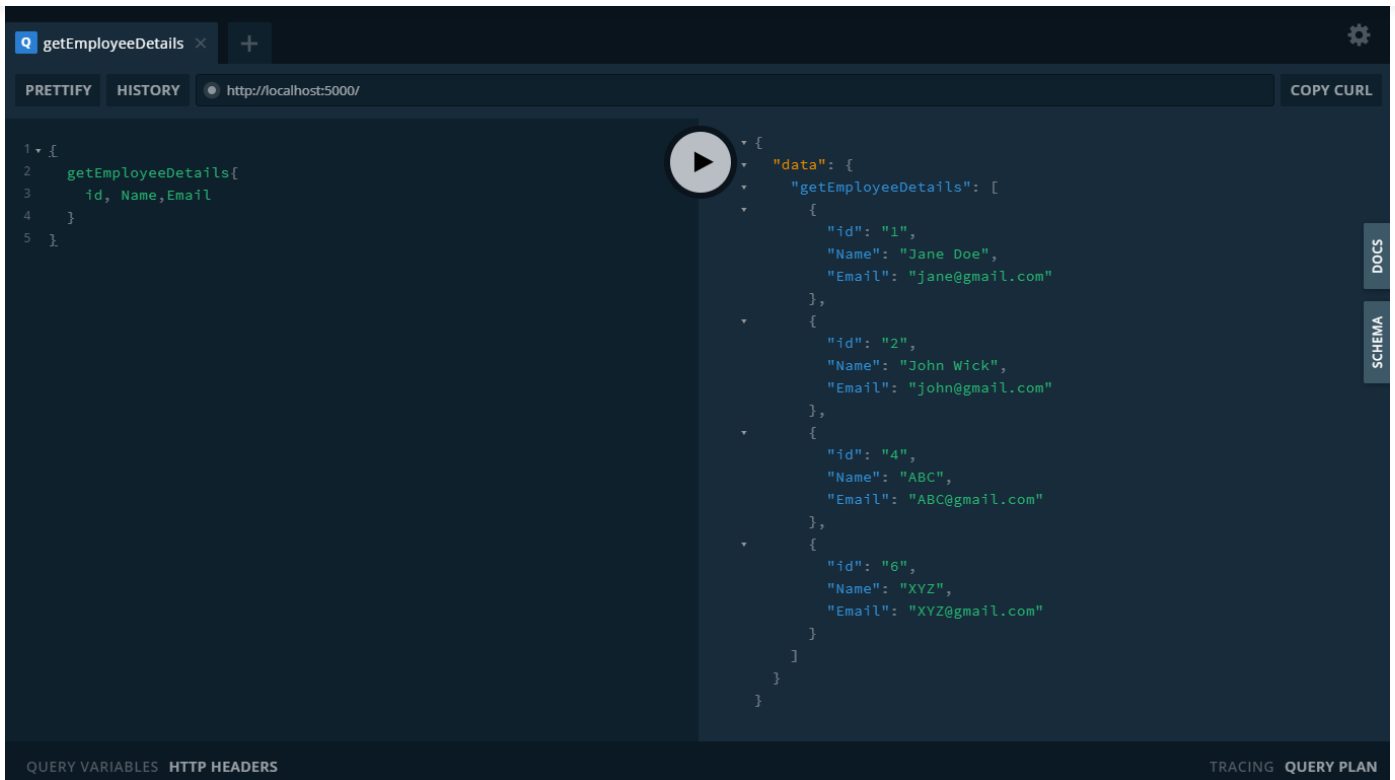 Q getEmployeeDetails
PRETTIFY HISTORY http://localhost:5000/ COPY CURL
1 {
2 getEmployeeDetails{
3 id, Name,Email
4 }
5 }
{
"data": {
"getEmployeeDetails": [
{
"id": "1",
"Name": "Jane Doe",
"Email": "jane@gmail.com"
},
{
"id": "2",
"Name": "John Wick",
"Email": "john@gmail.com"
},
{
"id": "4",
"Name": "ABC",
"Email": "ABC@gmail.com"
},
{
"id": "6",
"Name": "XYZ",
"Email": "XYZ@gmail.com"
}
]
}
}
DOCS
SCHEMA
QUERY VARIABLES HTTP HEADERS TRACING QUERY PLAN